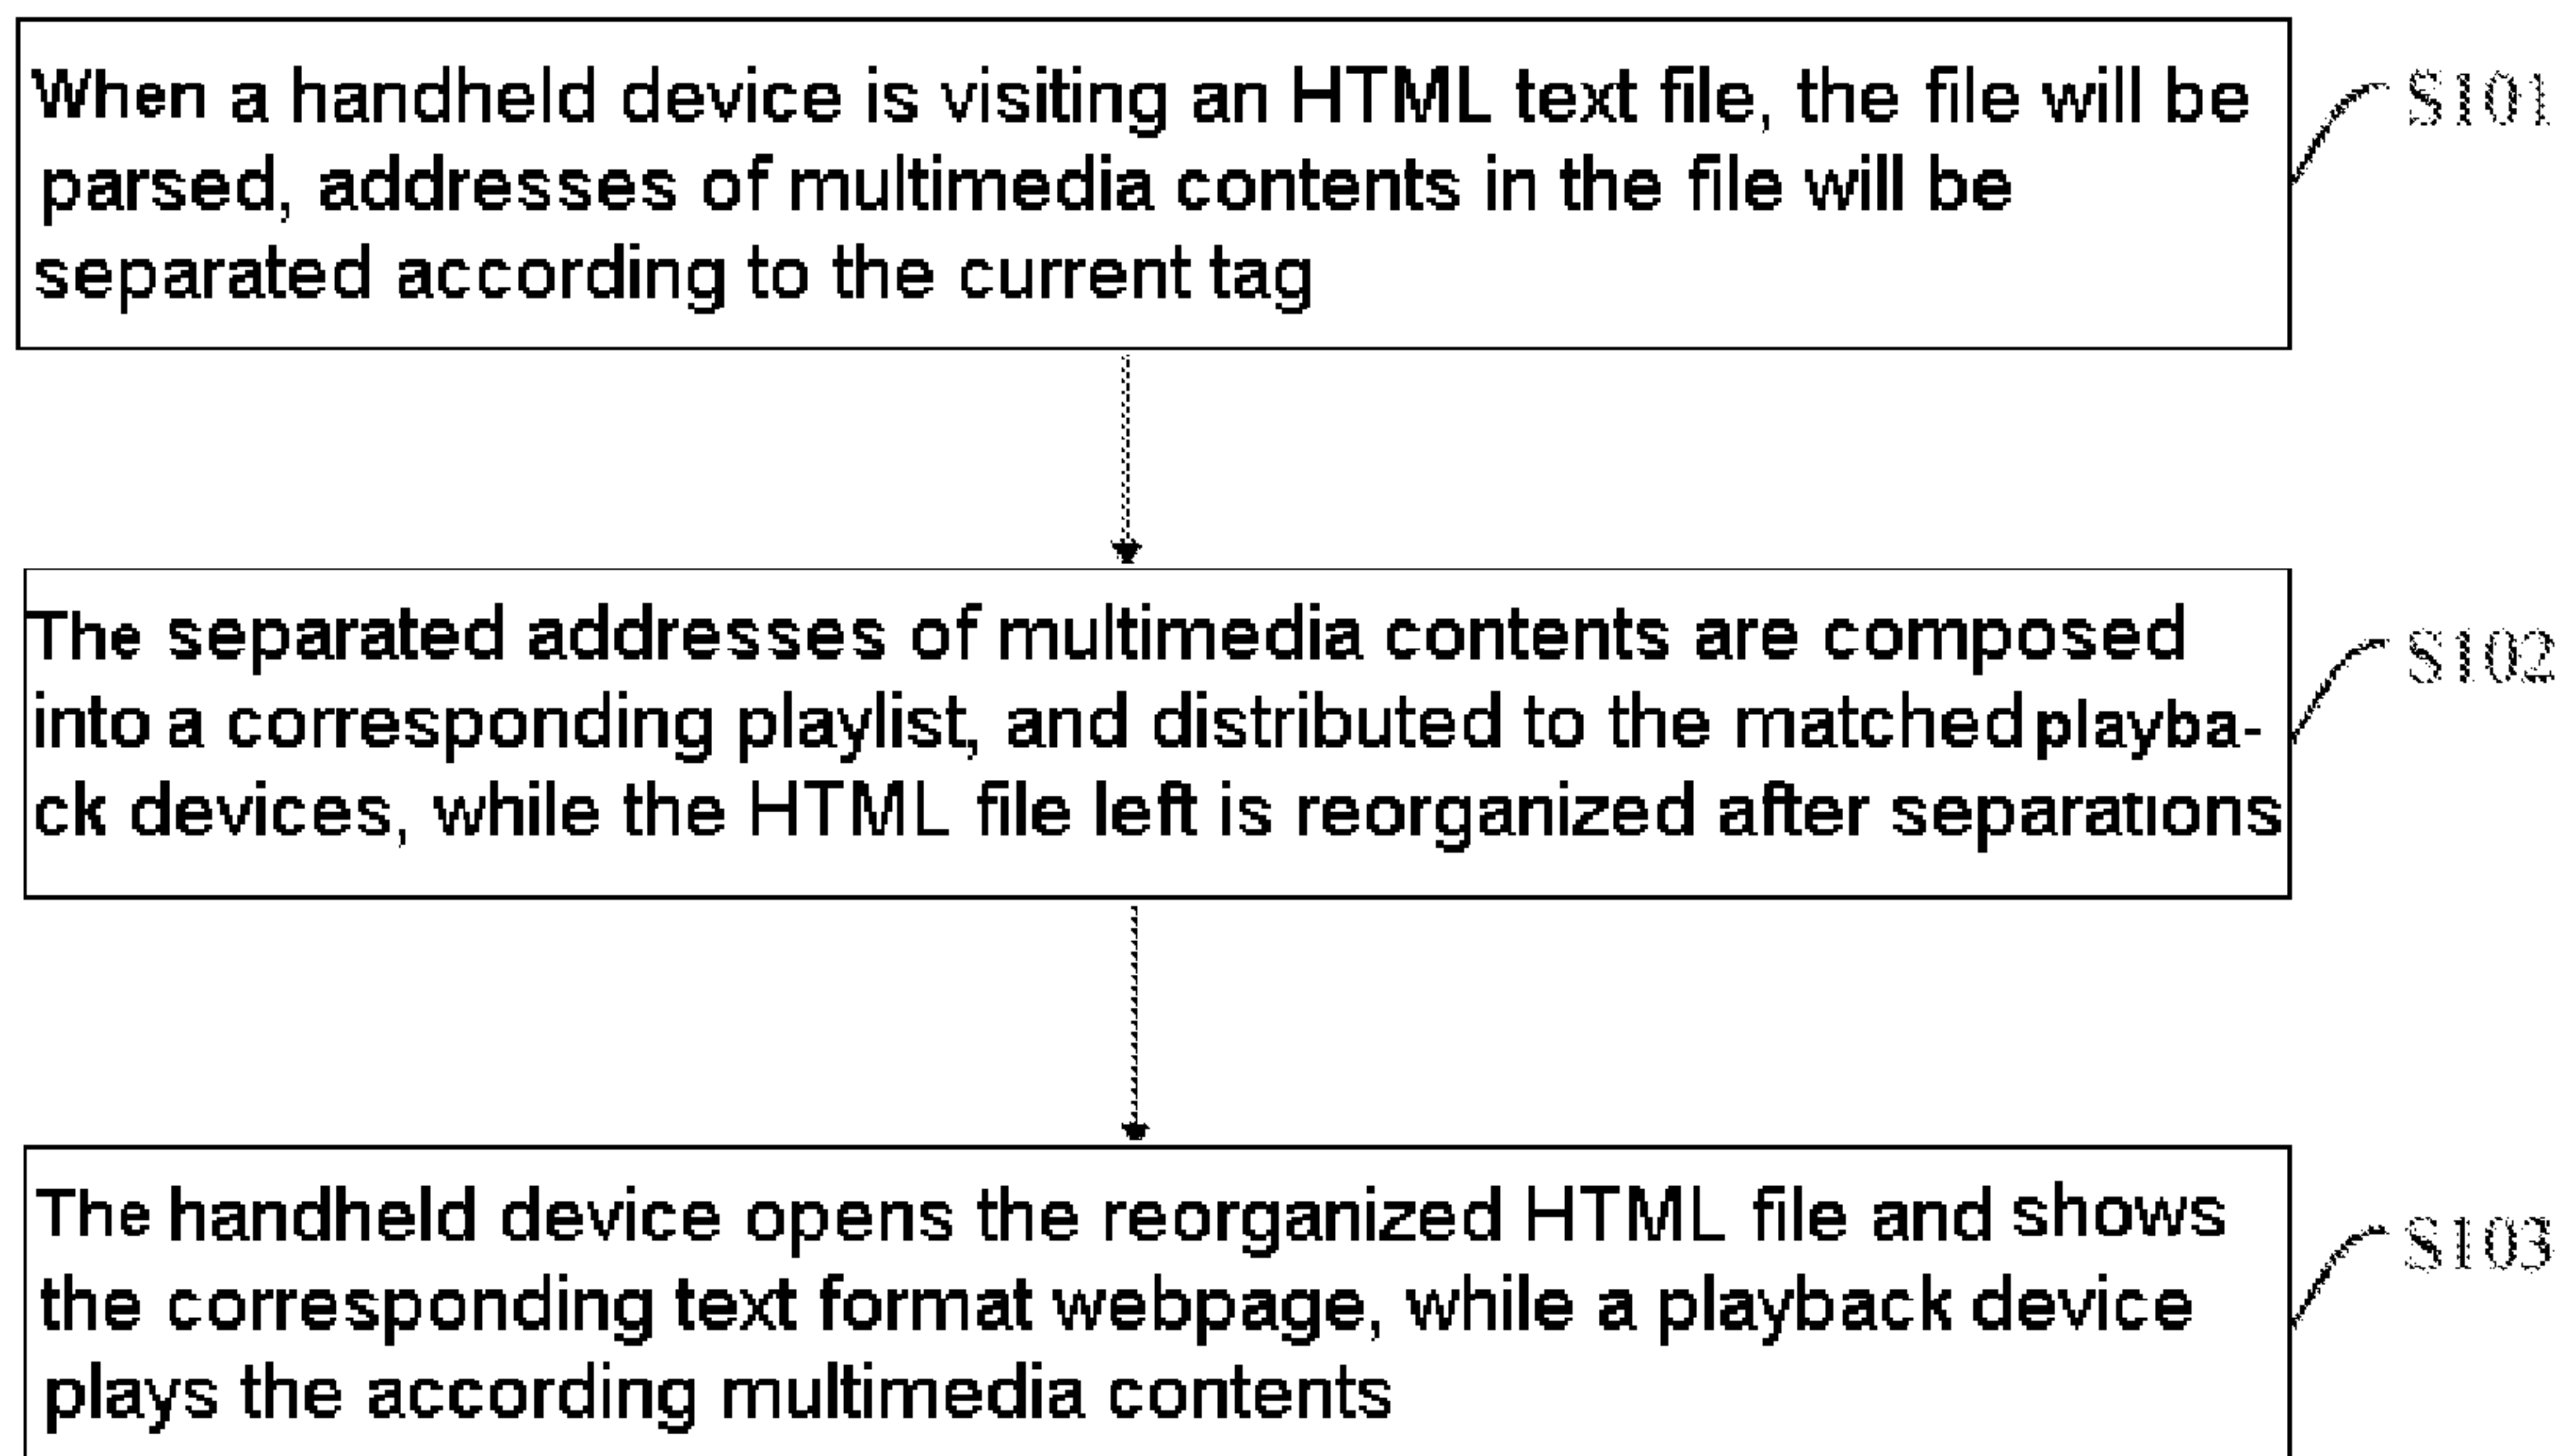 When a handheld device is visiting an HTML text file, the file will be
parsed, addresses of multimedia contents in the file will be
separated according to the current tag
S101
The separated addresses of multimedia contents are composed
into a corresponding playlist, and distributed to the matched playba-
ck devices, while the HTML file left is reorganized after separations
S102
The handheld device opens the reorganized HTML file and shows
the corresponding text format webpage, while a playback device
plays the according multimedia contents
S103